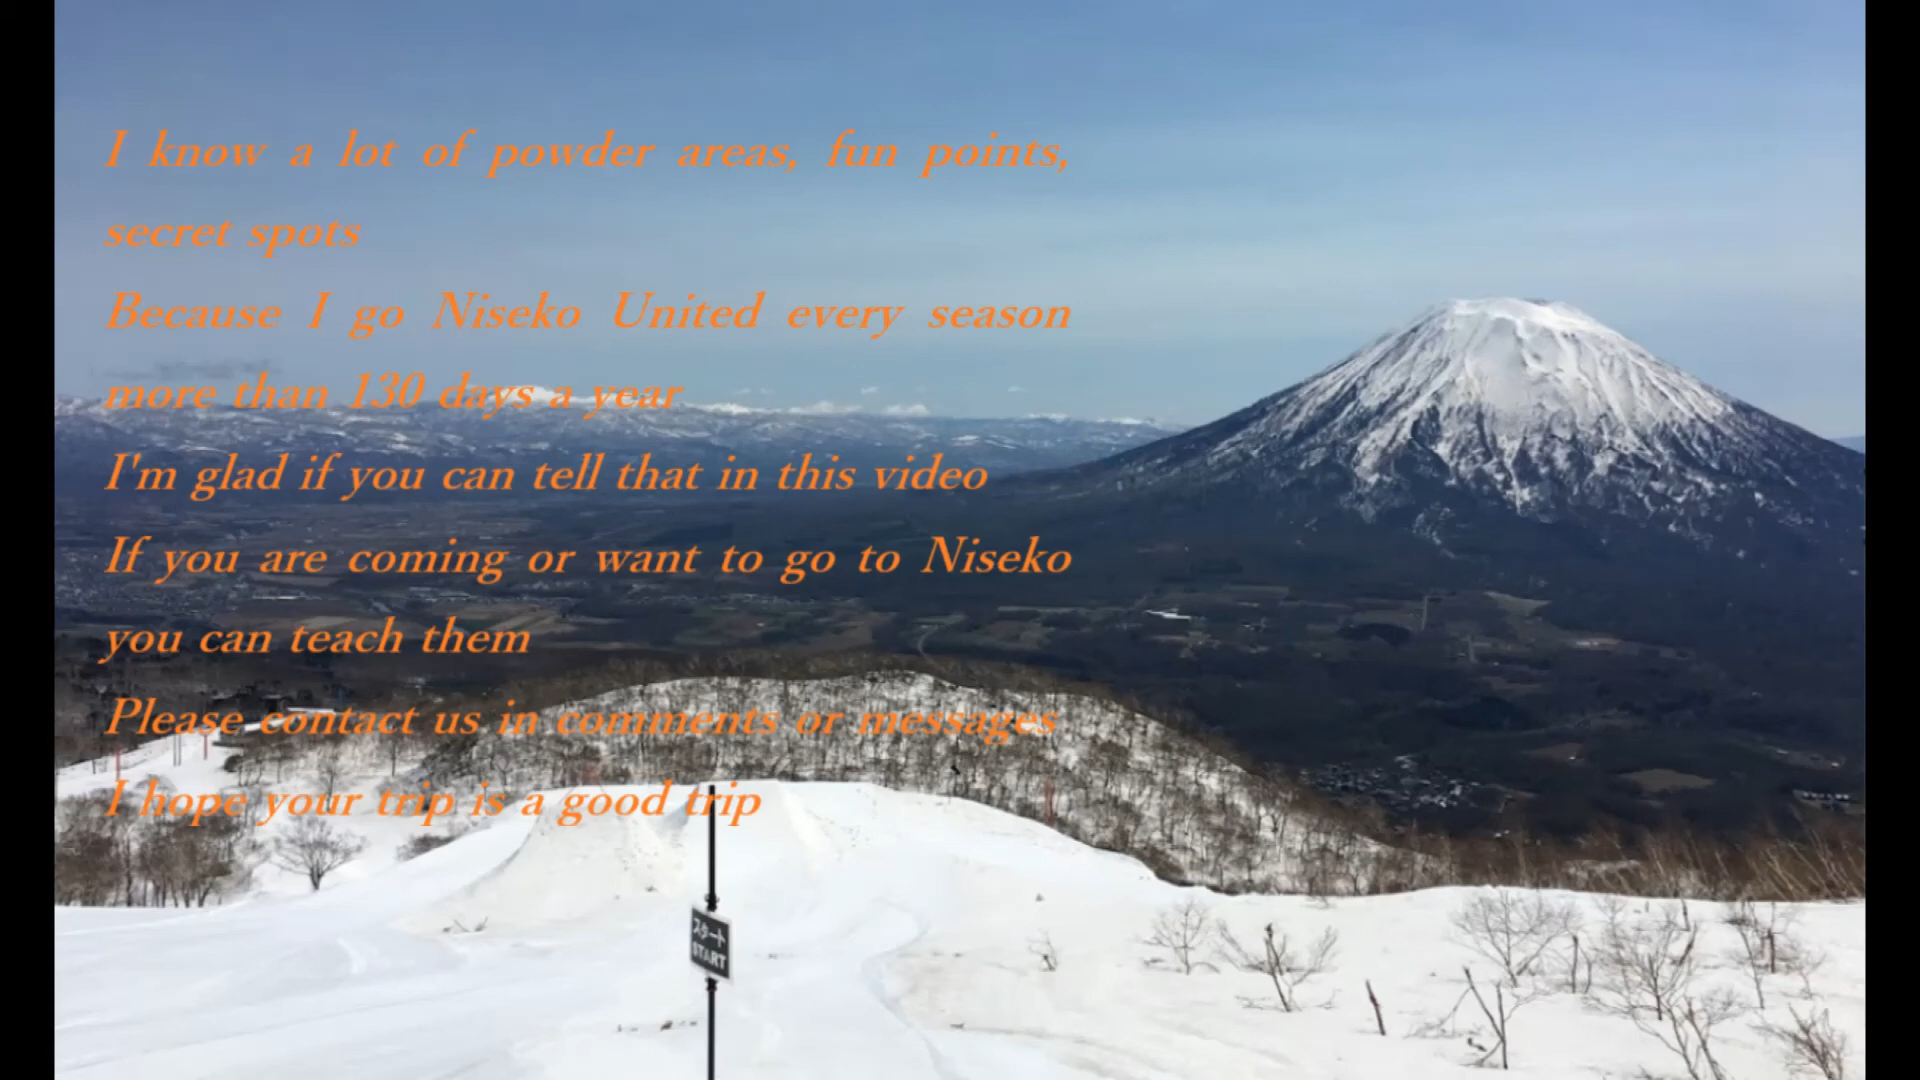 I know a lot of powder areas, fun points,
secret spots
Because I go Niseko United every season
more than 130 days a year
I'm glad if you can tell that in this video
If you are coming or want to go to Niseko
you can teach them
Please contact us in comments or messages
I hope your trip is a good trip
スタート
START